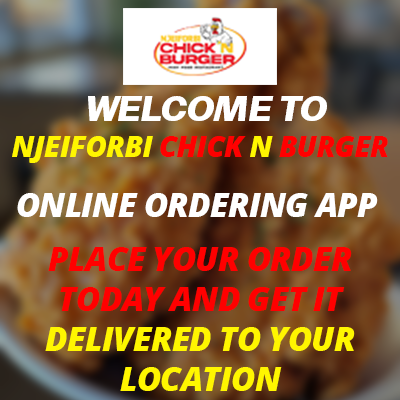 NJEIFORBI
CHICK'N
BURGER
WELCOME TO
NJEIFORBI CHICK N BURGER
ONLINE ORDERING APP
PLACE YOUR ORDER
TODAY AND GET IT
DELIVERED TO YOUR
LOCATION